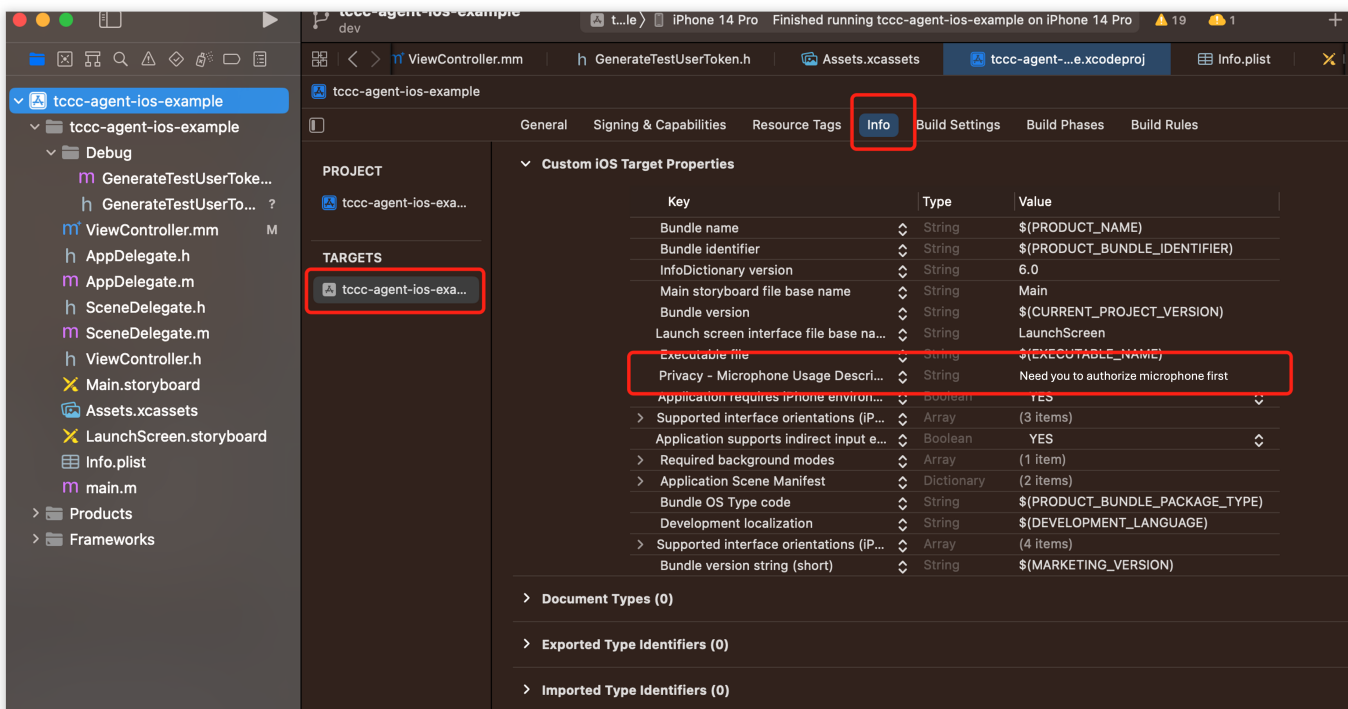 tccc-agent-ios-example
dev
t...le
iPhone 14 Pro
Finished running tccc-agent-ios-example on iPhone 14 Pro
19
1
ViewController.mm
GenerateTestUserToken.h
Assets.xcassets
tccc-agent-...e.xcodeproj
Info.plist
tccc-agent-ios-example
tccc-agent-ios-example
tccc-agent-ios-example
Debug
m GenerateTestUserToke...
h GenerateTestUserTo... ?
ViewController.mm M
h AppDelegate.h
m AppDelegate.m
h SceneDelegate.h
m SceneDelegate.m
h ViewController.h
Main.storyboard
Assets.xcassets
LaunchScreen.storyboard
Info.plist
m main.m
Products
Frameworks
General
Signing & Capabilities
Resource Tags
Info
Build Settings
Build Phases
Build Rules
PROJECT
tccc-agent-ios-exa...
TARGETS
tccc-agent-ios-exa...
Custom iOS Target Properties
Key Type Value
Bundle name String $(PRODUCT_NAME)
Bundle identifier String $(PRODUCT_BUNDLE_IDENTIFIER)
InfoDictionary version String 6.0
Main storyboard file base name String Main
Bundle version String $(CURRENT_PROJECT_VERSION)
Launch screen interface file base na... String LaunchScreen
Executable file String $(EXECUTABLE_NAME)
Privacy - Microphone Usage Descri... String Need you to authorize microphone first
Application requires iPhone environ... Boolean YES
Supported interface orientations (iP... Array (3 items)
Application supports indirect input e... Boolean YES
Required background modes Array (1 item)
Application Scene Manifest Dictionary (2 items)
Bundle OS Type code String $(PRODUCT_BUNDLE_PACKAGE_TYPE)
Development localization String $(DEVELOPMENT_LANGUAGE)
Supported interface orientations (iP... Array (4 items)
Bundle version string (short) String $(MARKETING_VERSION)
Document Types (0)
Exported Type Identifiers (0)
Imported Type Identifiers (0)